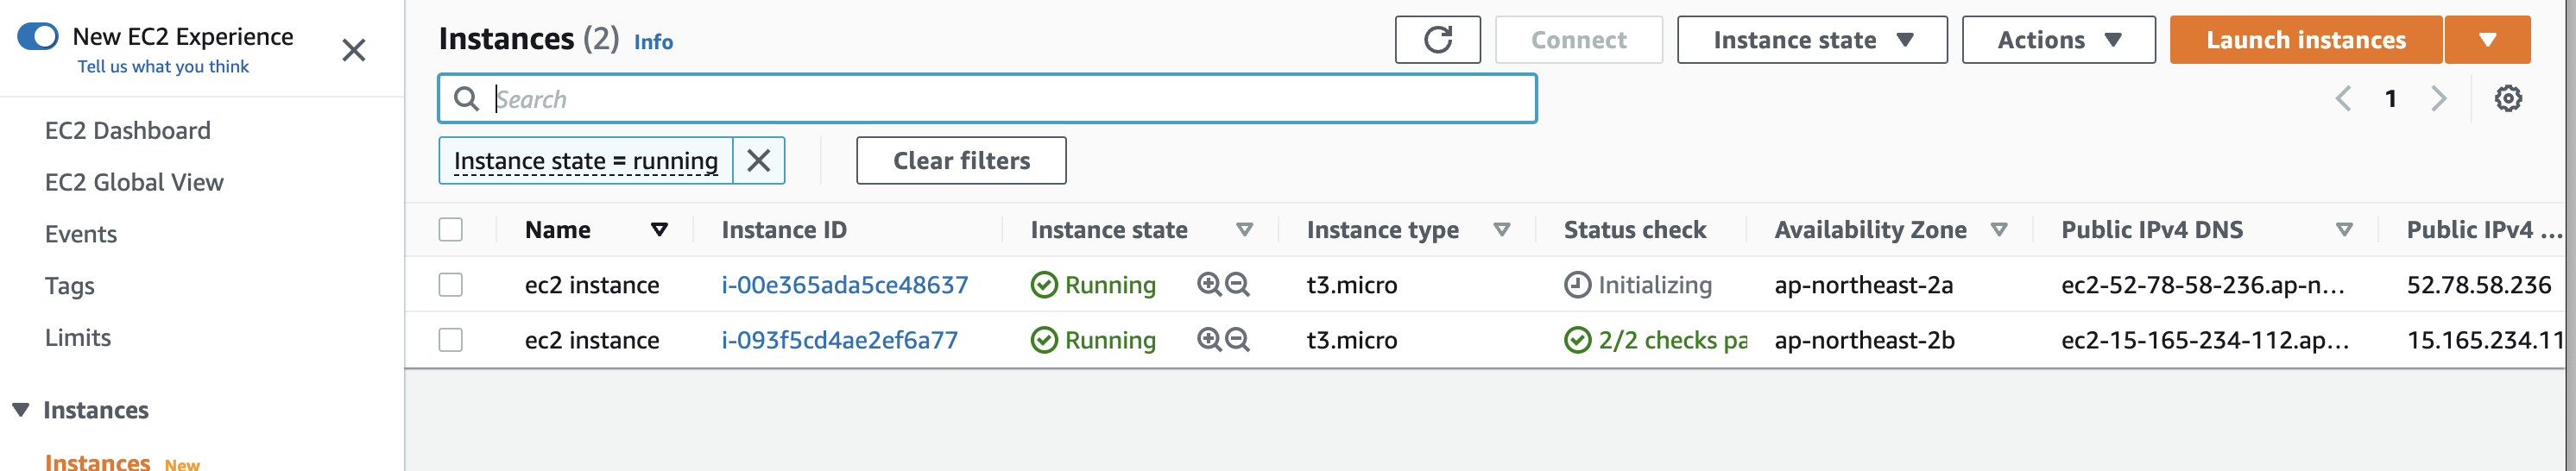 New EC2 Experience
Tell us what you think
EC2 Dashboard
EC2 Global View
Events
Tags
Limits
Instances
Instances New
Instances (2) Info
Connect
Instance state
Actions
Launch instances
Search
1
Instance state = running
Clear filters
Name Instance ID Instance state Instance type Status check Availability Zone Public IPv4 DNS Public IPv4 ...
ec2 instance i-00e365ada5ce48637 Running t3.micro Initializing ap-northeast-2a ec2-52-78-58-236.ap-n... 52.78.58.236
ec2 instance i-093f5cd4ae2ef6a77 Running t3.micro 2/2 checks pa ap-northeast-2b ec2-15-165-234-112.ap... 15.165.234.11